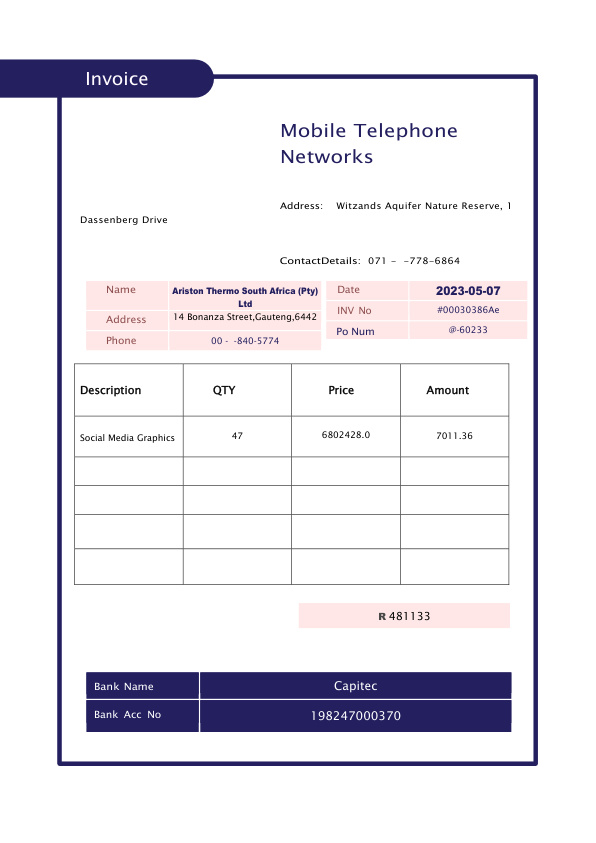 Invoice
Mobile Telephone
Networks
Address: Witzands Aquifer Nature Reserve, 1
Dassenberg Drive
ContactDetails: 071 - -778-6864
Name Ariston Thermo South Africa (Pty)
Ltd
Address 14 Bonanza Street,Gauteng,6442
Phone 00 - -840-5774
Date 2023-05-07
INV No #00030386Ae
Po Num @-60233
Description QTY Price Amount
Social Media Graphics 47 6802428.0 7011.36
R 481133
Bank Name Capitec
Bank Acc No 198247000370